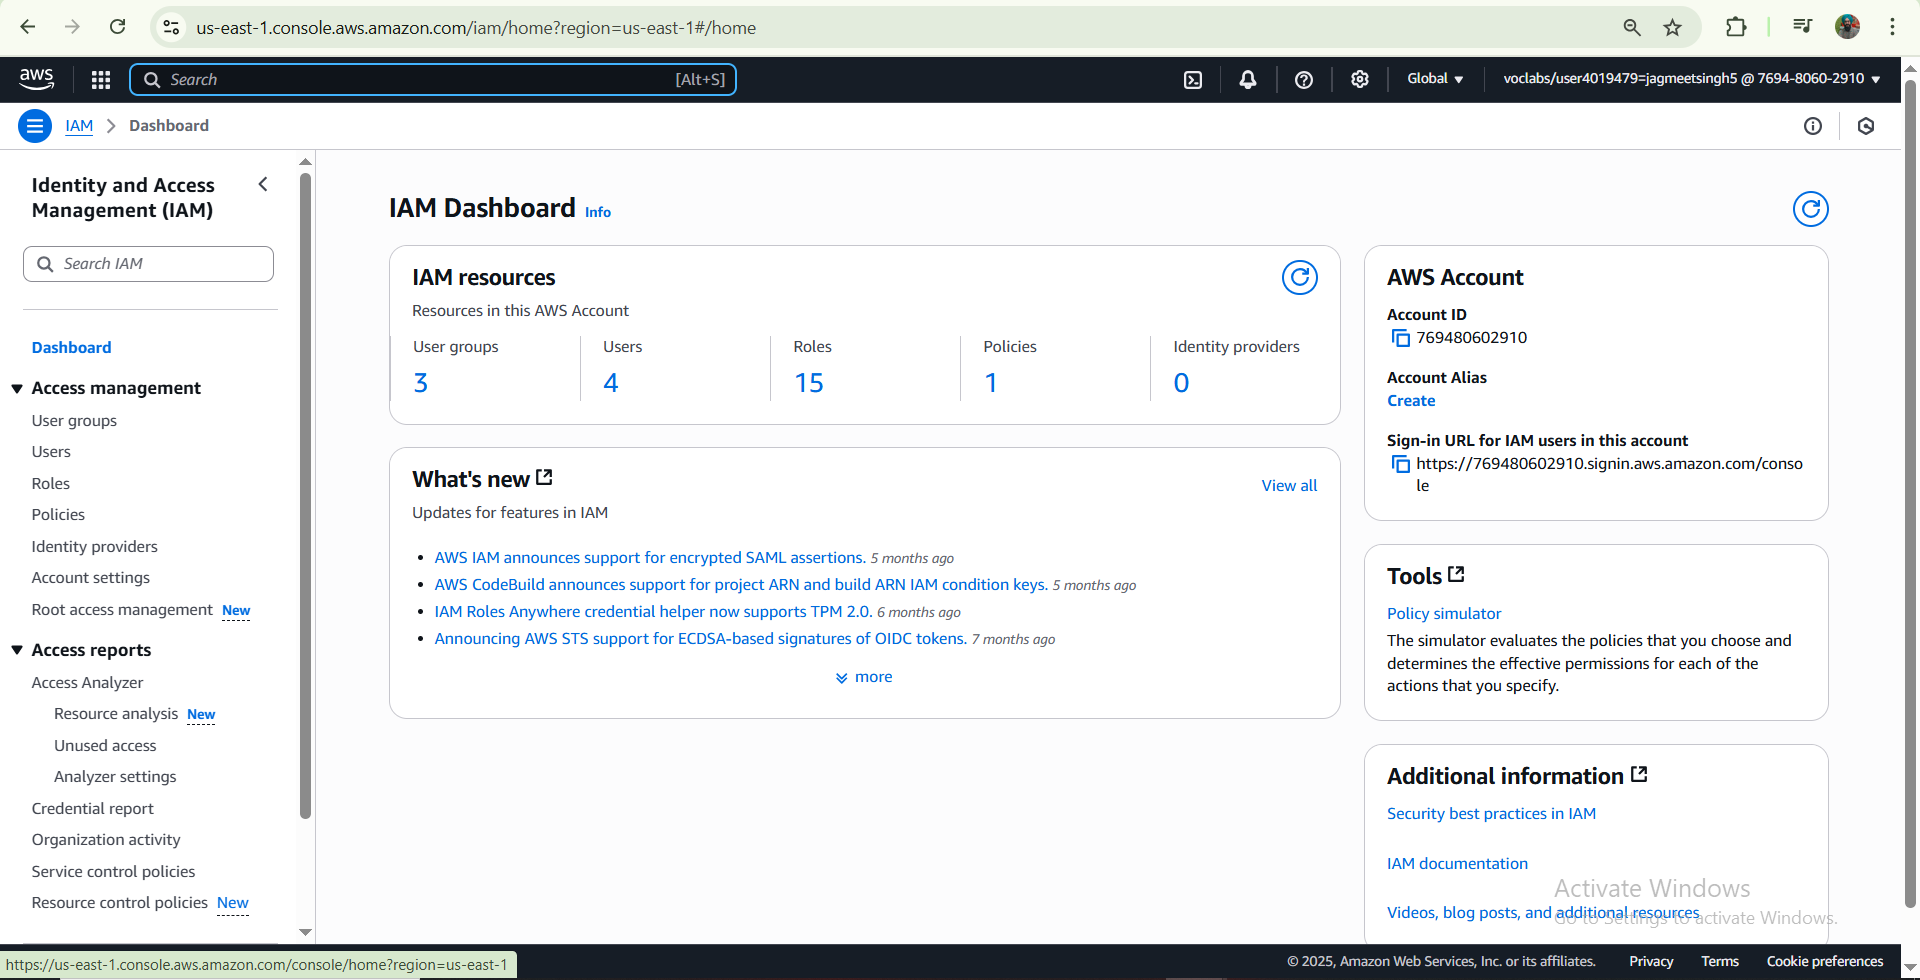 us-east-1.console.aws.amazon.com/iam/home?region=us-east-1#/home
aws
Search [Alt+S]
Global
voclabs/user4019479=jagmeetsingh5 @ 7694-8060-2910
IAM > Dashboard
Identity and Access Management (IAM)
Search IAM
Dashboard
Access management
User groups
Users
Roles
Policies
Identity providers
Account settings
Root access management New
Access reports
Access Analyzer
Resource analysis New
Unused access
Analyzer settings
Credential report
Organization activity
Service control policies
Resource control policies New
IAM Dashboard Info
IAM resources
Resources in this AWS Account
User groups
3
Users
4
Roles
15
Policies
1
Identity providers
0
What's new
View all
Updates for features in IAM
AWS IAM announces support for encrypted SAML assertions. 5 months ago
AWS CodeBuild announces support for project ARN and build ARN IAM condition keys. 5 months ago
IAM Roles Anywhere credential helper now supports TPM 2.0. 6 months ago
Announcing AWS STS support for ECDSA-based signatures of OIDC tokens. 7 months ago
more
AWS Account
Account ID
769480602910
Account Alias
Create
Sign-in URL for IAM users in this account
https://769480602910.signin.aws.amazon.com/conso
le
Tools
Policy simulator
The simulator evaluates the policies that you choose and
determines the effective permissions for each of the
actions that you specify.
Additional information
Security best practices in IAM
IAM documentation
Videos, blog posts, and additional resources
Activate Windows
Go to Settings to activate Windows.
https://us-east-1.console.aws.amazon.com/console/home?region=us-east-1
© 2025, Amazon Web Services, Inc. or its affiliates.
Privacy
Terms
Cookie preferences